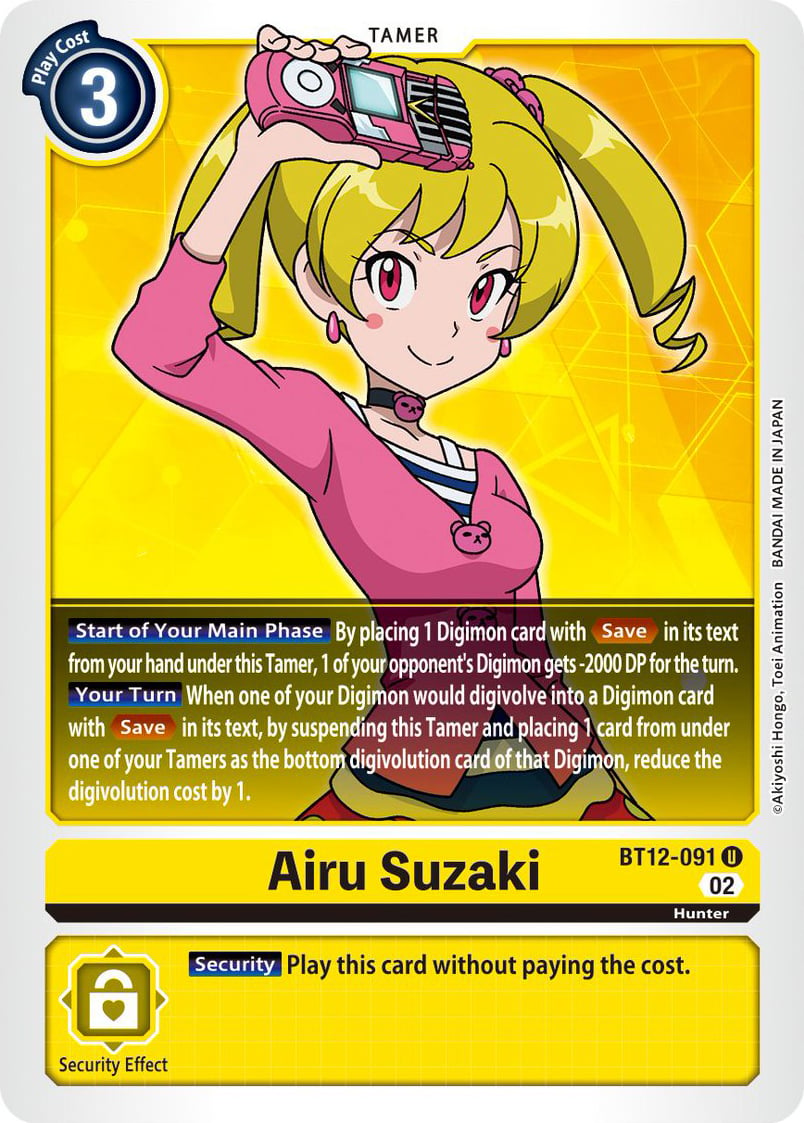 TAMER
Play Cost
3
Start of Your Main Phase By placing 1 Digimon card with Save in its text
from your hand under this Tamer, 1 of your opponent's Digimon gets -2000 DP for the turn.
Your Turn When one of your Digimon would digivolve into a Digimon card
with Save in its text, by suspending this Tamer and placing 1 card from under
one of your Tamers as the bottom digivolution card of that Digimon, reduce the
digivolution cost by 1.
©Akiyoshi Hongo, Toei Animation BANDAI MADE IN JAPAN
Airu Suzaki
BT12-091 U
02
Hunter
Security Play this card without paying the cost.
Security Effect